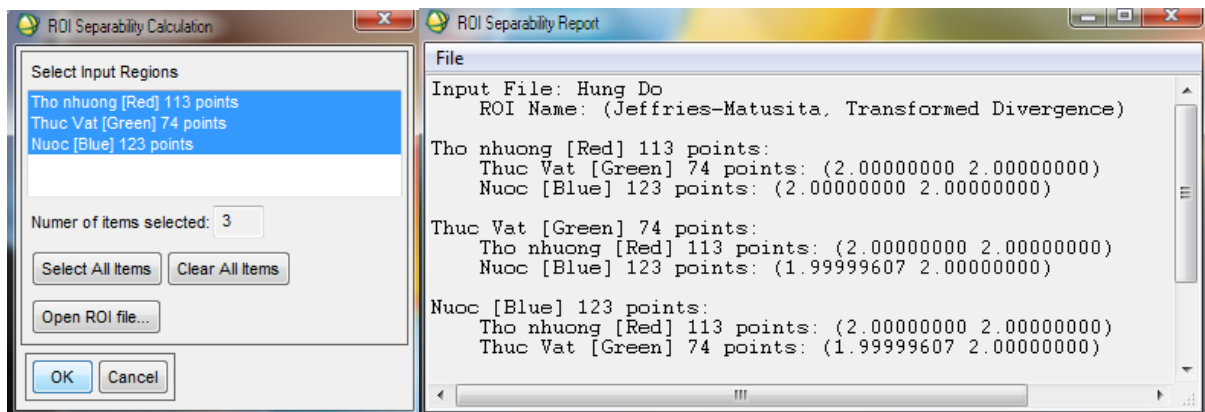 ROI Separability Calculation
Select Input Regions
Tho nhuong [Red] 113 points
Thuc Vat [Green] 74 points
Nuoc [Blue] 123 points
Numer of items selected: 3
Select All Items
Clear All Items
Open ROI file...
OK
Cancel
ROI Separability Report
File
Input File: Hung Do
ROI Name: (Jeffries-Matusita, Transformed Divergence)
Tho nhuong [Red] 113 points:
Thuc Vat [Green] 74 points: (2.00000000 2.00000000)
Nuoc [Blue] 123 points: (2.00000000 2.00000000)
Thuc Vat [Green] 74 points:
Tho nhuong [Red] 113 points: (2.00000000 2.00000000)
Nuoc [Blue] 123 points: (1.99999607 2.00000000)
Nuoc [Blue] 123 points:
Tho nhuong [Red] 113 points: (2.00000000 2.00000000)
Thuc Vat [Green] 74 points: (1.99999607 2.00000000)